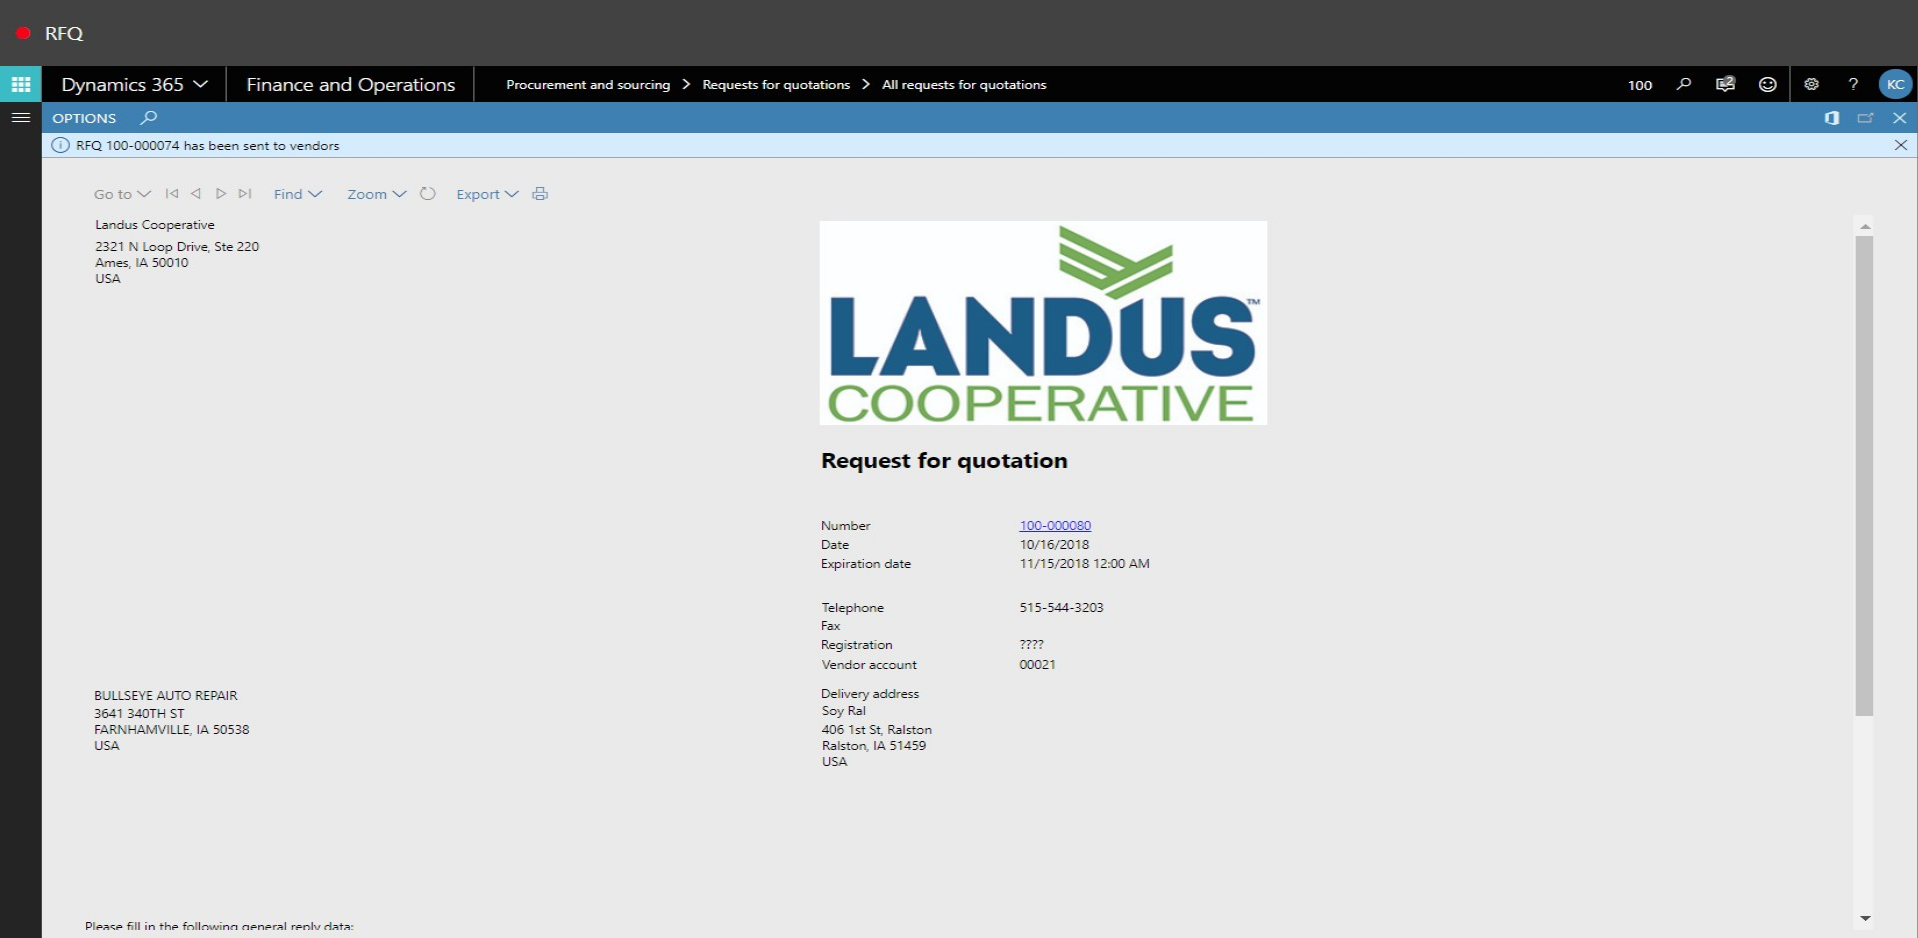 RFQ
Dynamics 365 Finance and Operations Procurement and sourcing > Requests for quotations > All requests for quotations 100 2 ? KC
OPTIONS
RFQ 100-000074 has been sent to vendors
Go to Find Zoom Export
Landus Cooperative
2321 N Loop Drive, Ste 220
Ames, IA 50010
USA
LANDUS™
COOPERATIVE
Request for quotation
Number 100-000080
Date 10/16/2018
Expiration date 11/15/2018 12:00 AM
Telephone 515-544-3203
Fax
Registration ????
Vendor account 00021
BULLSEYE AUTO REPAIR
3641 340TH ST
FARNHAMVILLE, IA 50538
USA
Delivery address
Soy Ral
406 1st St, Ralston
Ralston, IA 51459
USA
Please fill in the following general reply data: